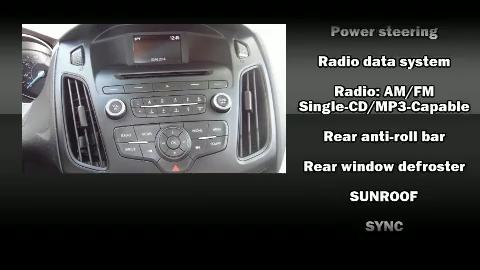 Power steering
Radio data system
Radio: AM/FM
Single-CD/MP3-Capable
Rear anti-roll bar
Rear window defroster
SUNROOF
SYNC